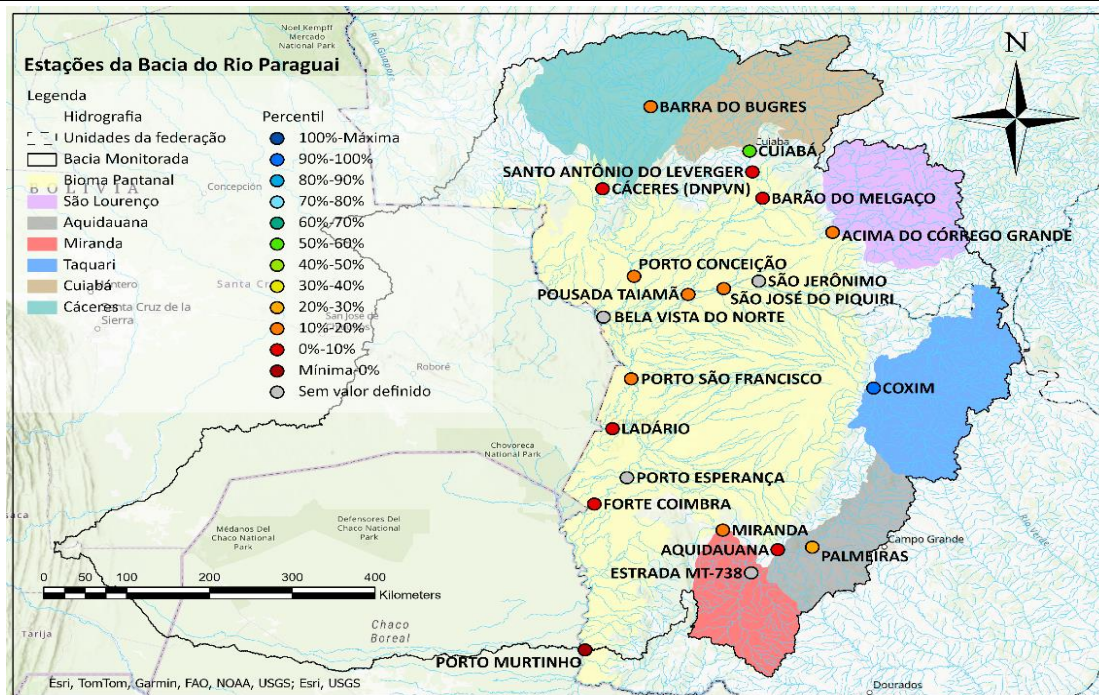 Estações da Bacia do Rio Paraguai
Legenda
Hidrografia
Unidades da federação
Bacia Monitorada
Bioma Pantanal
São Lourenço
Aquidauana
Miranda
Taquari
Cuiabá
Cáceres
Percentil
100%-Máxima
90%-100%
80%-90%
70%-80%
60%-70%
50%-60%
40%-50%
30%-40%
20%-30%
10%-20%
0%-10%
Mínima-0%
Sem valor definido
Noel Kempff
Mercado
National Park
Rio Guapore
N
BOLIVIA
Concepción
Santa Cruz de la
Sierra
Roboré
BARRA DO BUGRES
Cuiaba
CUIABÁ
SANTO ANTÔNIO DO LEVERGER
CÁCERES (DNPVN)
BARÃO DO MELGAÇO
ACIMA DO CÓRREGO GRANDE
PORTO CONCEIÇÃO
SÃO JERÔNIMO
POUSADA TAIAMÃ
SÃO JOSÉ DO PIQUIRI
BELA VISTA DO NORTE
PORTO SÃO FRANCISCO
COXIM
LADÁRIO
Chovoreca
National Park
PORTO ESPERANÇA
FORTE COIMBRA
Médanos Del
Chaco National
Park
Defensores Del
Chaco National
Park
Rio Verde
MIRANDA
Campo Grande
AQUIDAUANA
PALMEIRAS
ESTRADA MT-738
0 50 100 200 300 400
Kilometers
Tarija
Chaco
Boreal
PORTO MURTINHO
Esri, TomTom, Garmin, FAO, NOAA, USGS; Esri, USGS
Dourados